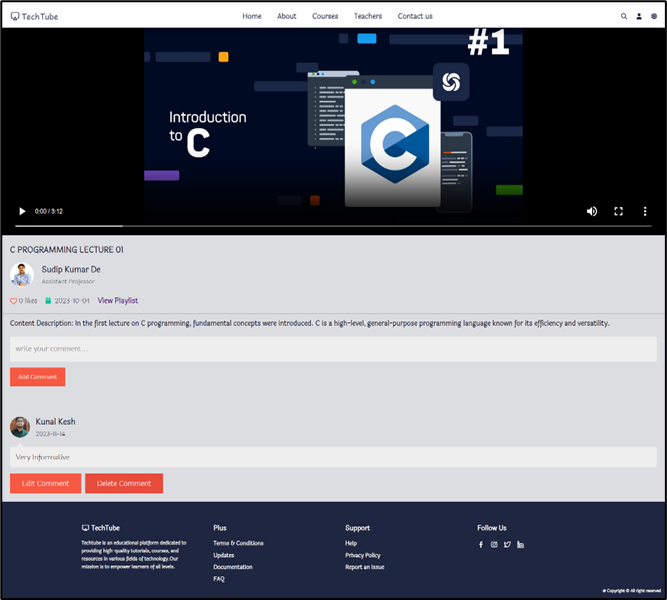 TechTube Home About Courses Teachers Contact us
#1
Introduction
to C
C
0:00 / 3:12
C PROGRAMMING LECTURE 01
Sudip Kumar De
Assistant Professor
0 likes 2023-10-04 View Playlist
Content Description: In the first lecture on C programming, fundamental concepts were introduced. C is a high-level, general-purpose programming language known for its efficiency and versatility.
write your comment...
Add Comment
Kunal Kesh
2023-11-14
Very Informative
Edit Comment Delete Comment
TechTube
Techtube is an educational platform dedicated to
providing high-quality tutorials, courses, and
resources in various fields of technology. Our
mission is to empower learners of all levels.
Plus
Terms & Conditions
Updates
Documentation
FAQ
Support
Help
Privacy Policy
Report an Issue
Follow Us
© Copyright © All right reserved